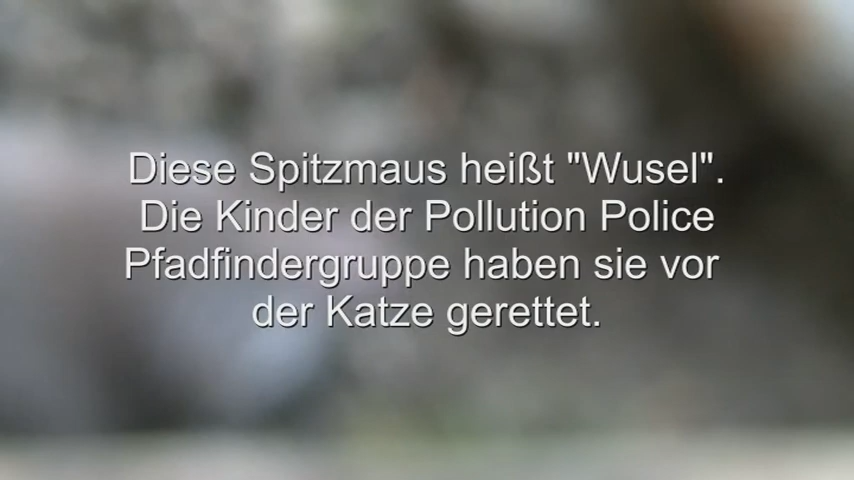 Diese Spitzmaus heißt "Wusel".
Die Kinder der Pollution Police
Pfadfindergruppe haben sie vor
der Katze gerettet.